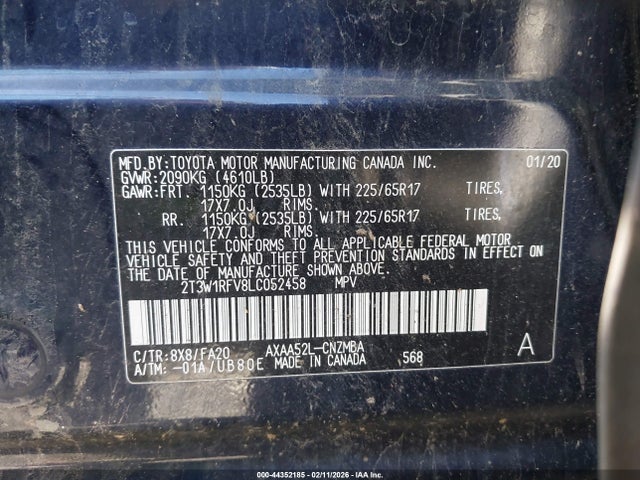 MFD.BY:TOYOTA MOTOR MANUFACTURING CANADA INC. 01/20
GVWR:2090KG (4610LB)
GAWR:FRT. 1150KG (2535LB) WITH 225/65R17 TIRES,
17X7.0J RIMS.
RR. 1150KG (2535LB) WITH 225/65R17 TIRES,
17X7.0J RIMS.
THIS VEHICLE CONFORMS TO ALL APPLICABLE FEDERAL MOTOR
VEHICLE SAFETY AND THEFT PREVENTION STANDARDS IN EFFECT ON
THE DATE OF MANUFACTURE SHOWN ABOVE.
2T3W1RFV8LC052458 MPV
C/TR:8X8/FA20 AXAA52L-CNZMBA 568 A
A/TM: -01A/UB80E MADE IN CANADA
000-44352185 - 02/11/2026 - IAA Inc.